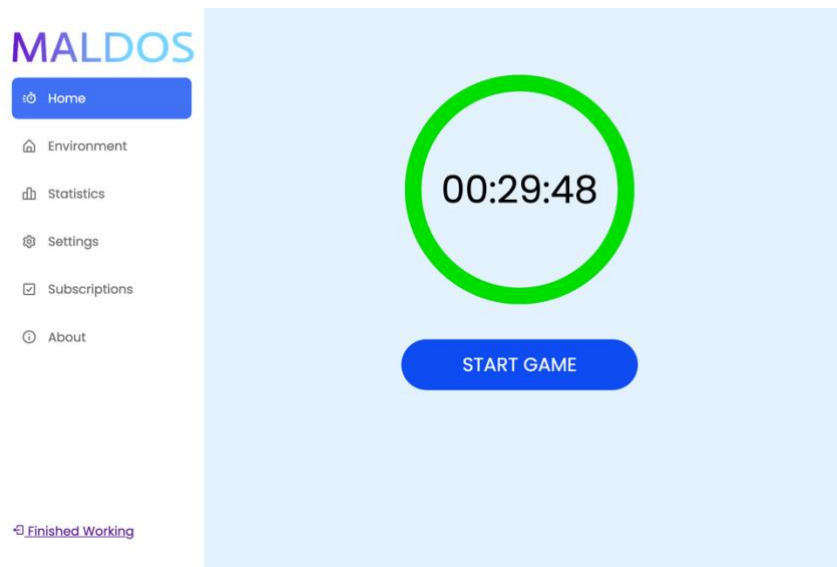 MALDOS
Home
Environment
Statistics
Settings
Subscriptions
About
Finished Working
00:29:48
START GAME